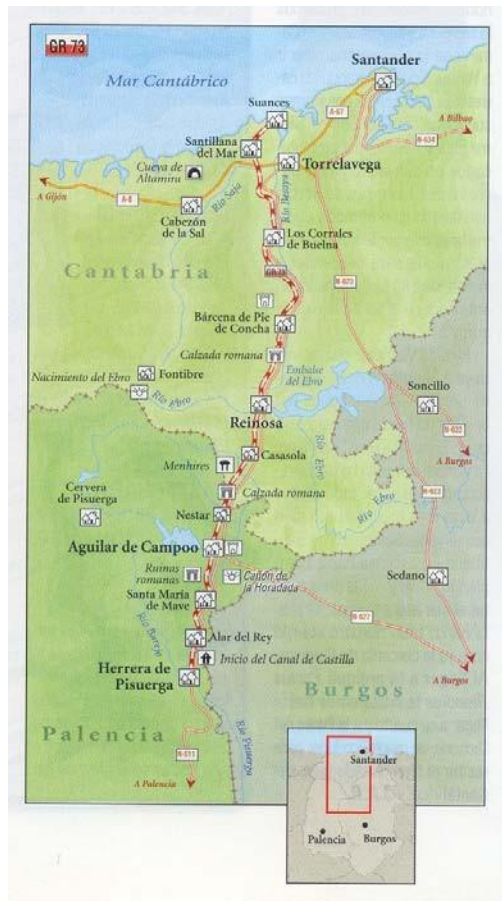 GR 73
Santander
Mar Cantábrico
Suances
A-67
A Bilbao
N-634
Santillana
del Mar
Torrelavega
Cueva de
Altamira
A Gijón
A-8
Río Saja
Río Besaya
Cabezón
de la Sal
Los Corrales
de Buelna
Cantabria
GR 73
N-623
Bárcena de Pie
de Concha
Calzada romana
Embalse
del Ebro
Nacimiento del Ebro
Fontibre
Río Ebro
Soncillo
Reinosa
N-632
Casasola
Río Ebro
A Burgos
Menhires
Cervera
de Pisuerga
Calzada romana
Río Ebro
N-623
Nestar
Aguilar de Campoo
Ruinas
romanas
Cañón de
la Horadada
Sedano
Santa María
de Mave
N-627
Alar del Rey
Inicio del Canal de Castilla
A Burgos
Herrera de
Pisuerga
Burgos
Palencia
N-611
Río Pisuerga
A Palencia
Santander
Palencia
Burgos